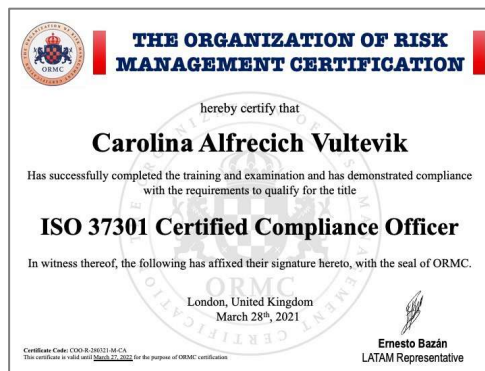 ORMC
THE ORGANIZATION OF RISK
MANAGEMENT CERTIFICATION
hereby certify that
Carolina Alfrecich Vultevik
Has successfully completed the training and examination and has demonstrated compliance
with the requirements to qualify for the title
ISO 37301 Certified Compliance Officer
In witness thereof, the following has affixed their signature hereto, with the seal of ORMC.
ORMC
London, United Kingdom
March 28th, 2021
Ernesto Bazán
LATAM Representative
Certificate Code: COO-R-280321-M-CA
This certificate is valid until March 27, 2022 for the purpose of ORMC certification